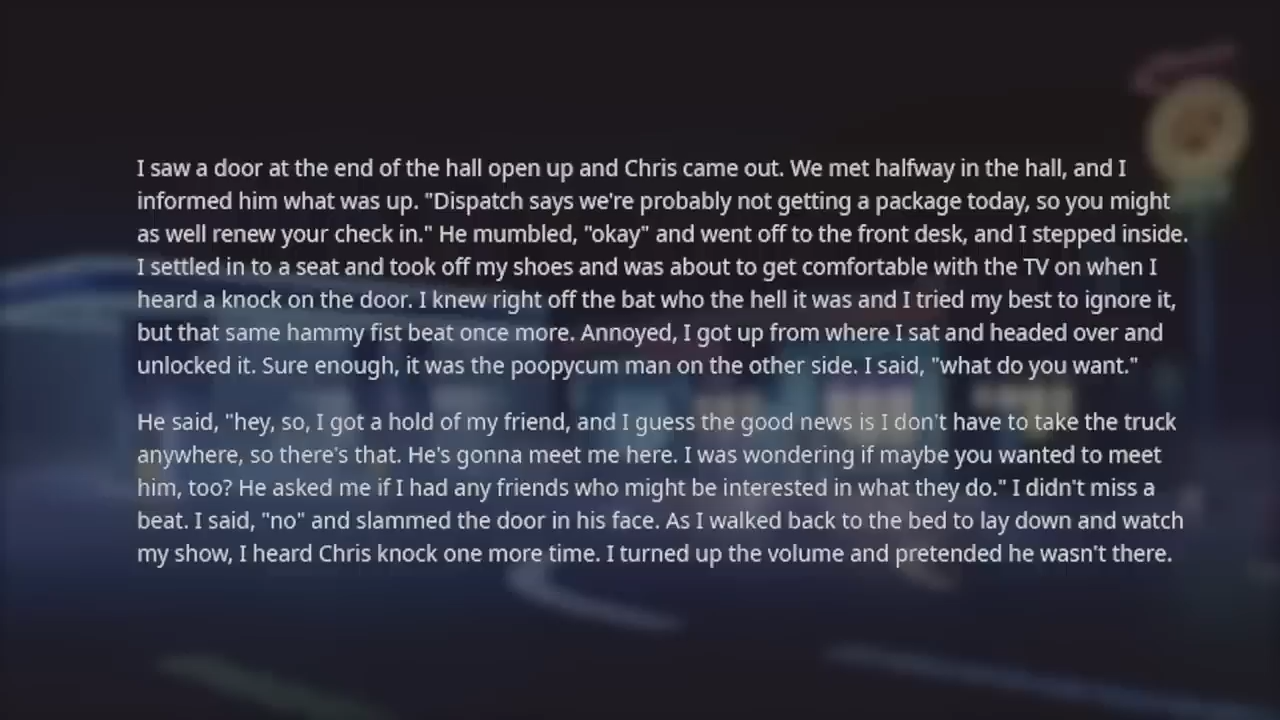 I saw a door at the end of the hall open up and Chris came out. We met halfway in the hall, and I
informed him what was up. "Dispatch says we're probably not getting a package today, so you might
as well renew your check in." He mumbled, "okay" and went off to the front desk, and I stepped inside.
I settled in to a seat and took off my shoes and was about to get comfortable with the TV on when I
heard a knock on the door. I knew right off the bat who the hell it was and I tried my best to ignore it,
but that same hammy fist beat once more. Annoyed, I got up from where I sat and headed over and
unlocked it. Sure enough, it was the poopycum man on the other side. I said, "what do you want."
He said, "hey, so, I got a hold of my friend, and I guess the good news is I don't have to take the truck
anywhere, so there's that. He's gonna meet me here. I was wondering if maybe you wanted to meet
him, too? He asked me if I had any friends who might be interested in what they do." I didn't miss a
beat. I said, "no" and slammed the door in his face. As I walked back to the bed to lay down and watch
my show, I heard Chris knock one more time. I turned up the volume and pretended he wasn't there.